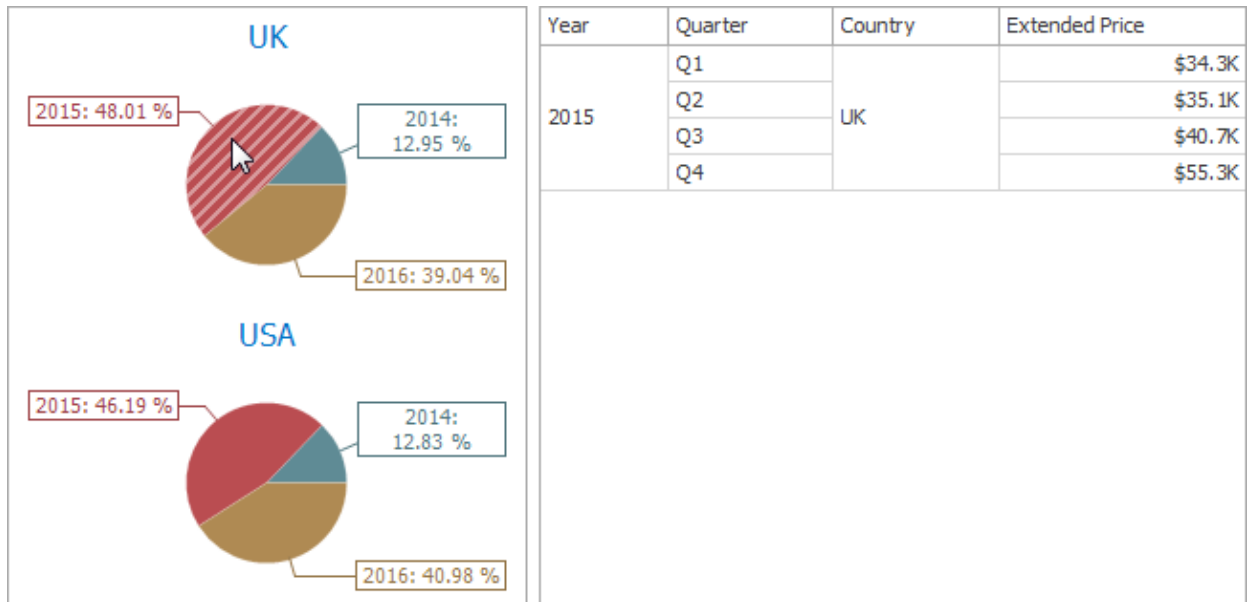 UK
2015: 48.01 %
2014:
12.95 %
2016: 39.04 %
USA
2015: 46.19 %
2014:
12.83 %
2016: 40.98 %
Year Quarter Country Extended Price
2015 UK
Q1 $34.3K
Q2 $35.1K
Q3 $40.7K
Q4 $55.3K